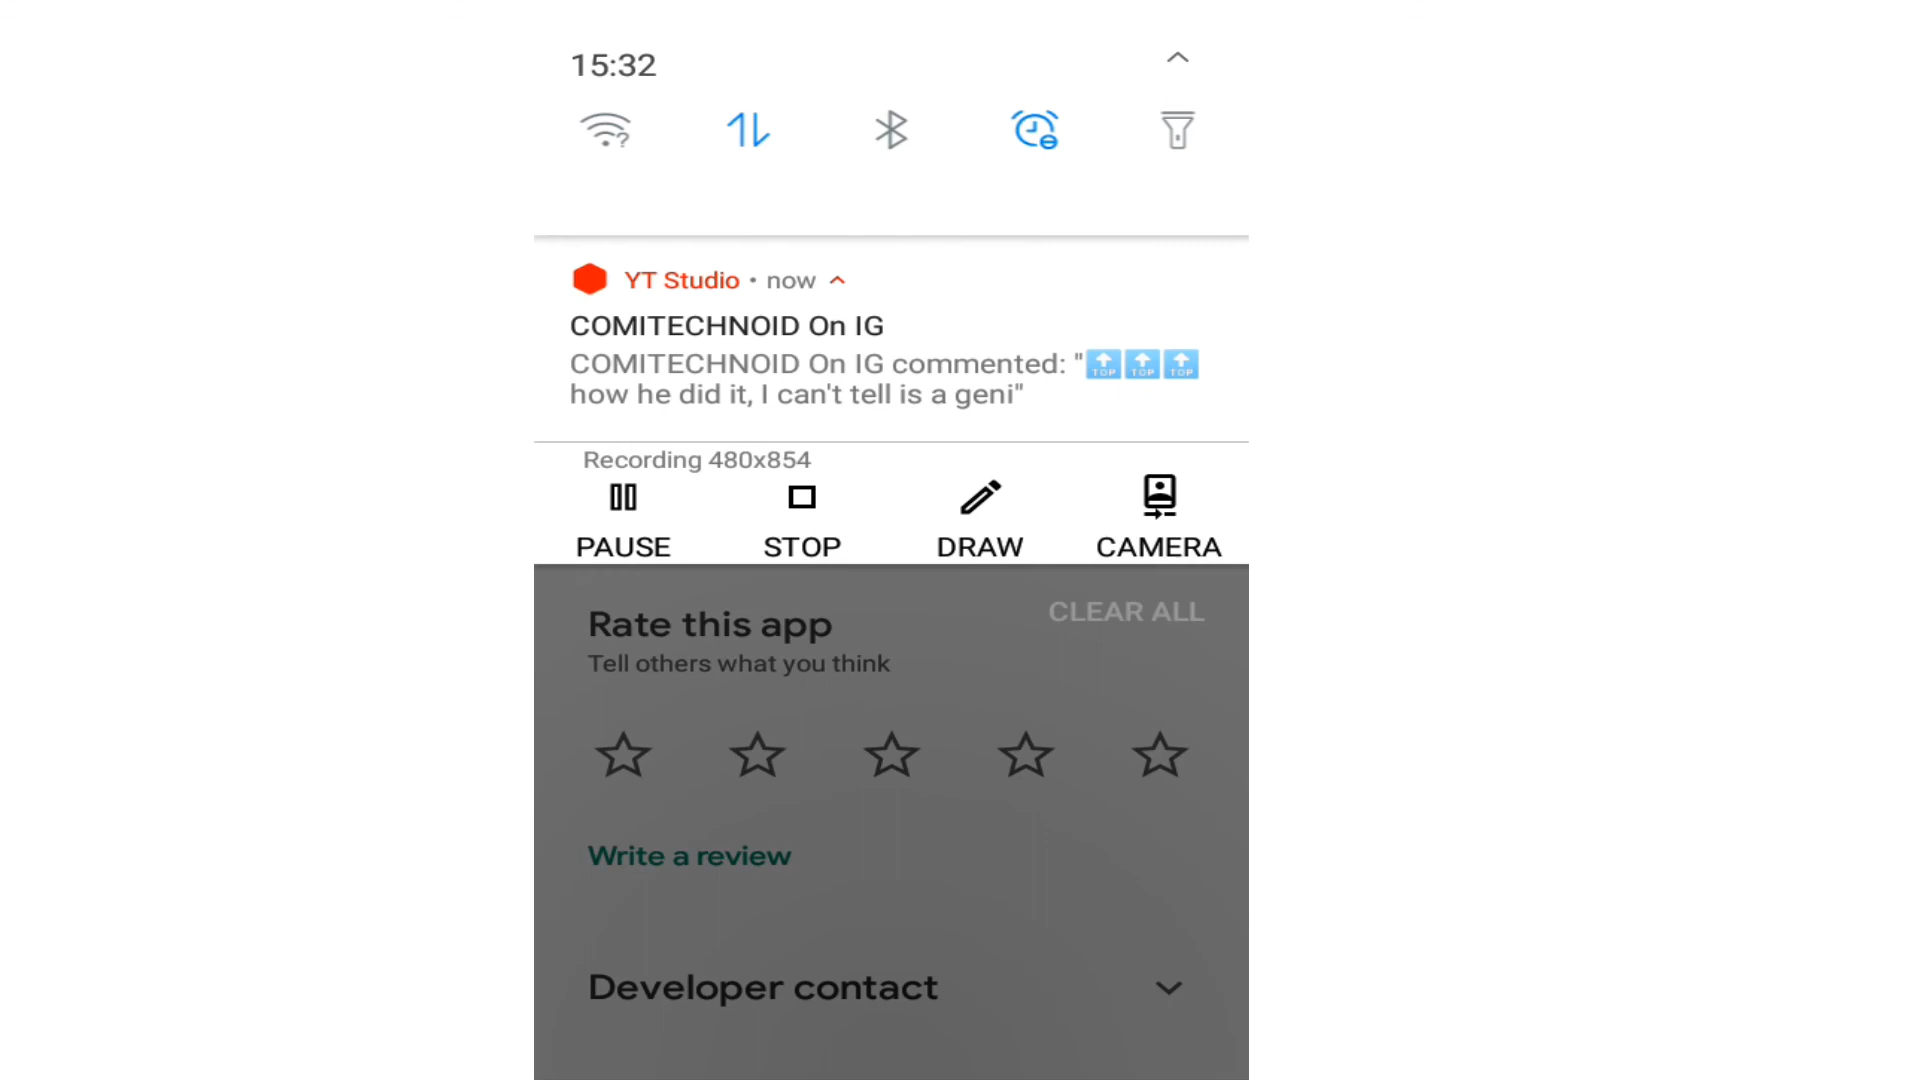 15:32
YT Studio • now
COMITECHNOID On IG
COMITECHNOID On IG commented: "🔝🔝🔝
how he did it, I can't tell is a geni"
Recording 480x854
PAUSE STOP DRAW CAMERA
CLEAR ALL
Rate this app
Tell others what you think
Write a review
Developer contact